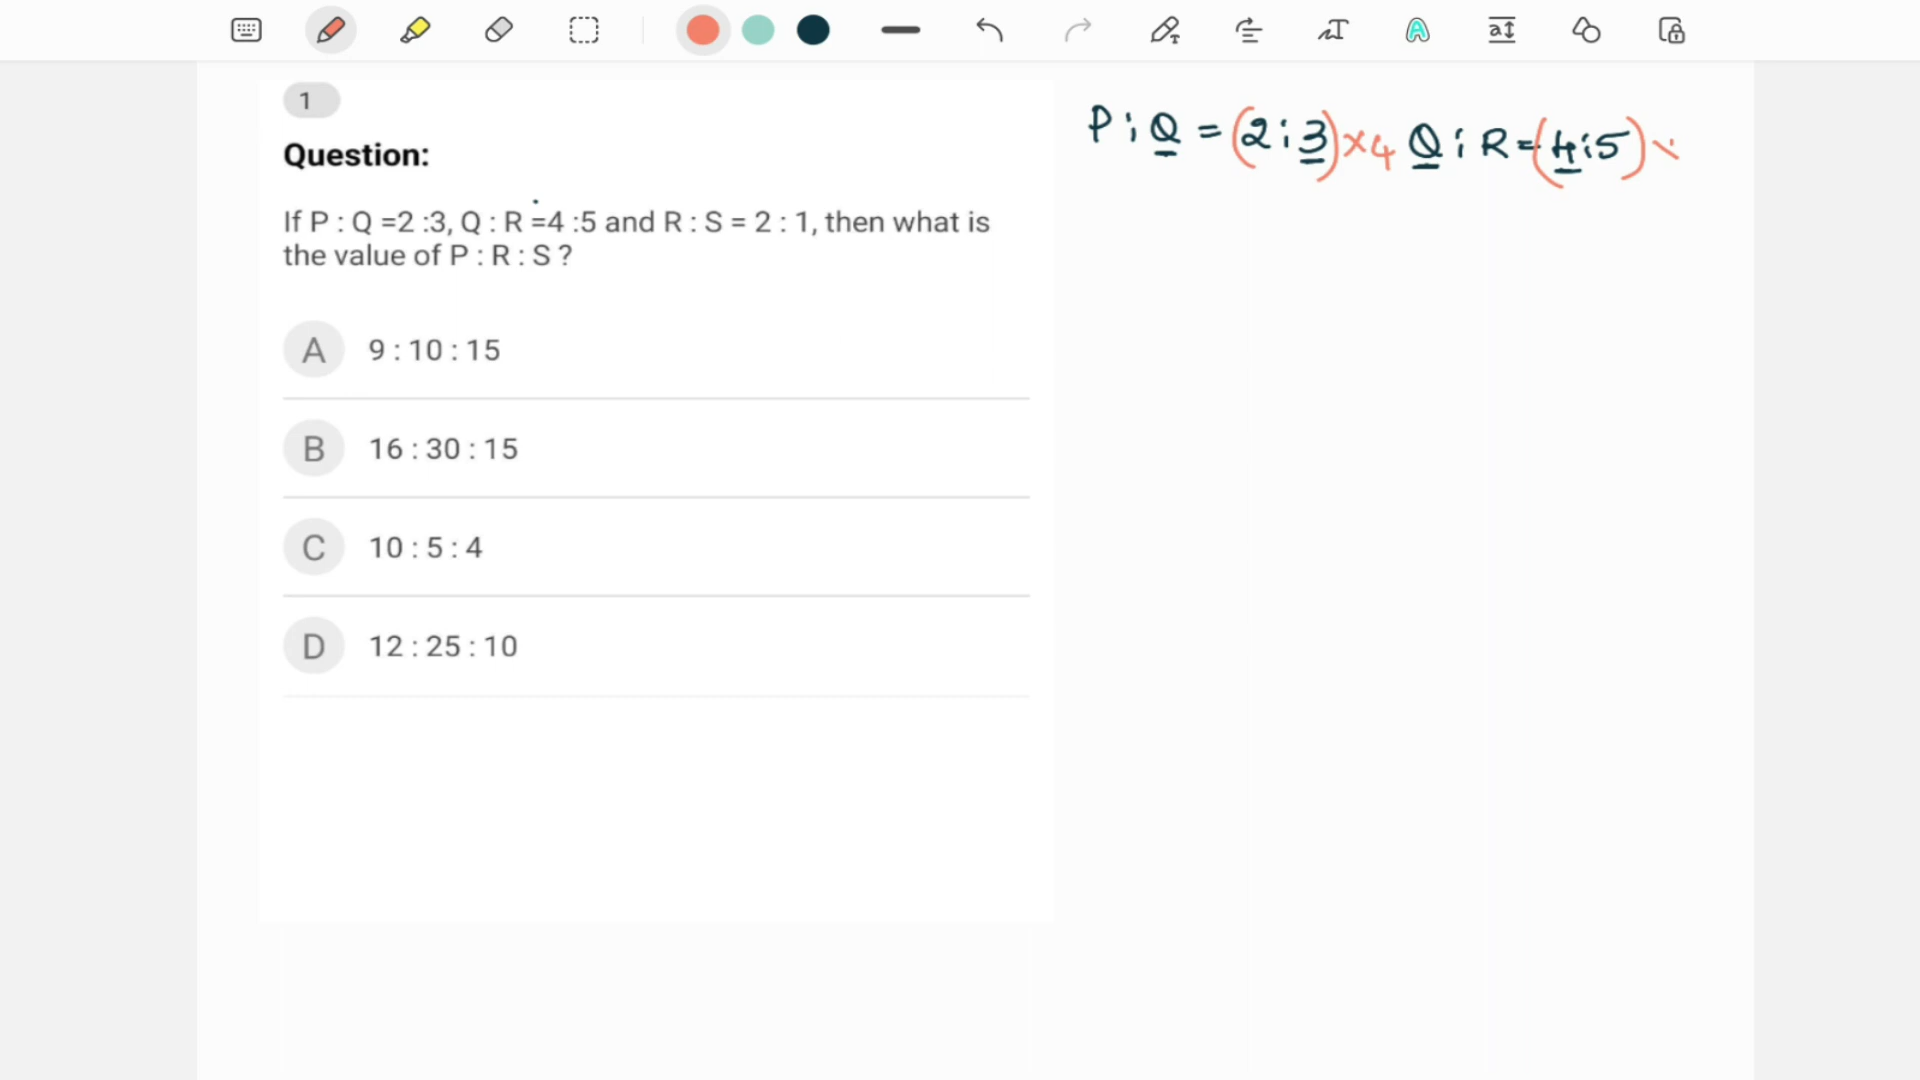 1
Question:
If P : Q =2 :3, Q : R =4 :5 and R : S = 2 : 1, then what is
the value of P : R : S ?
A 9 : 10 : 15
B 16 : 30 : 15
C 10 : 5 : 4
D 12 : 25 : 10
P : Q = (2 : 3) ×4 Q : R = (4 : 5) ×